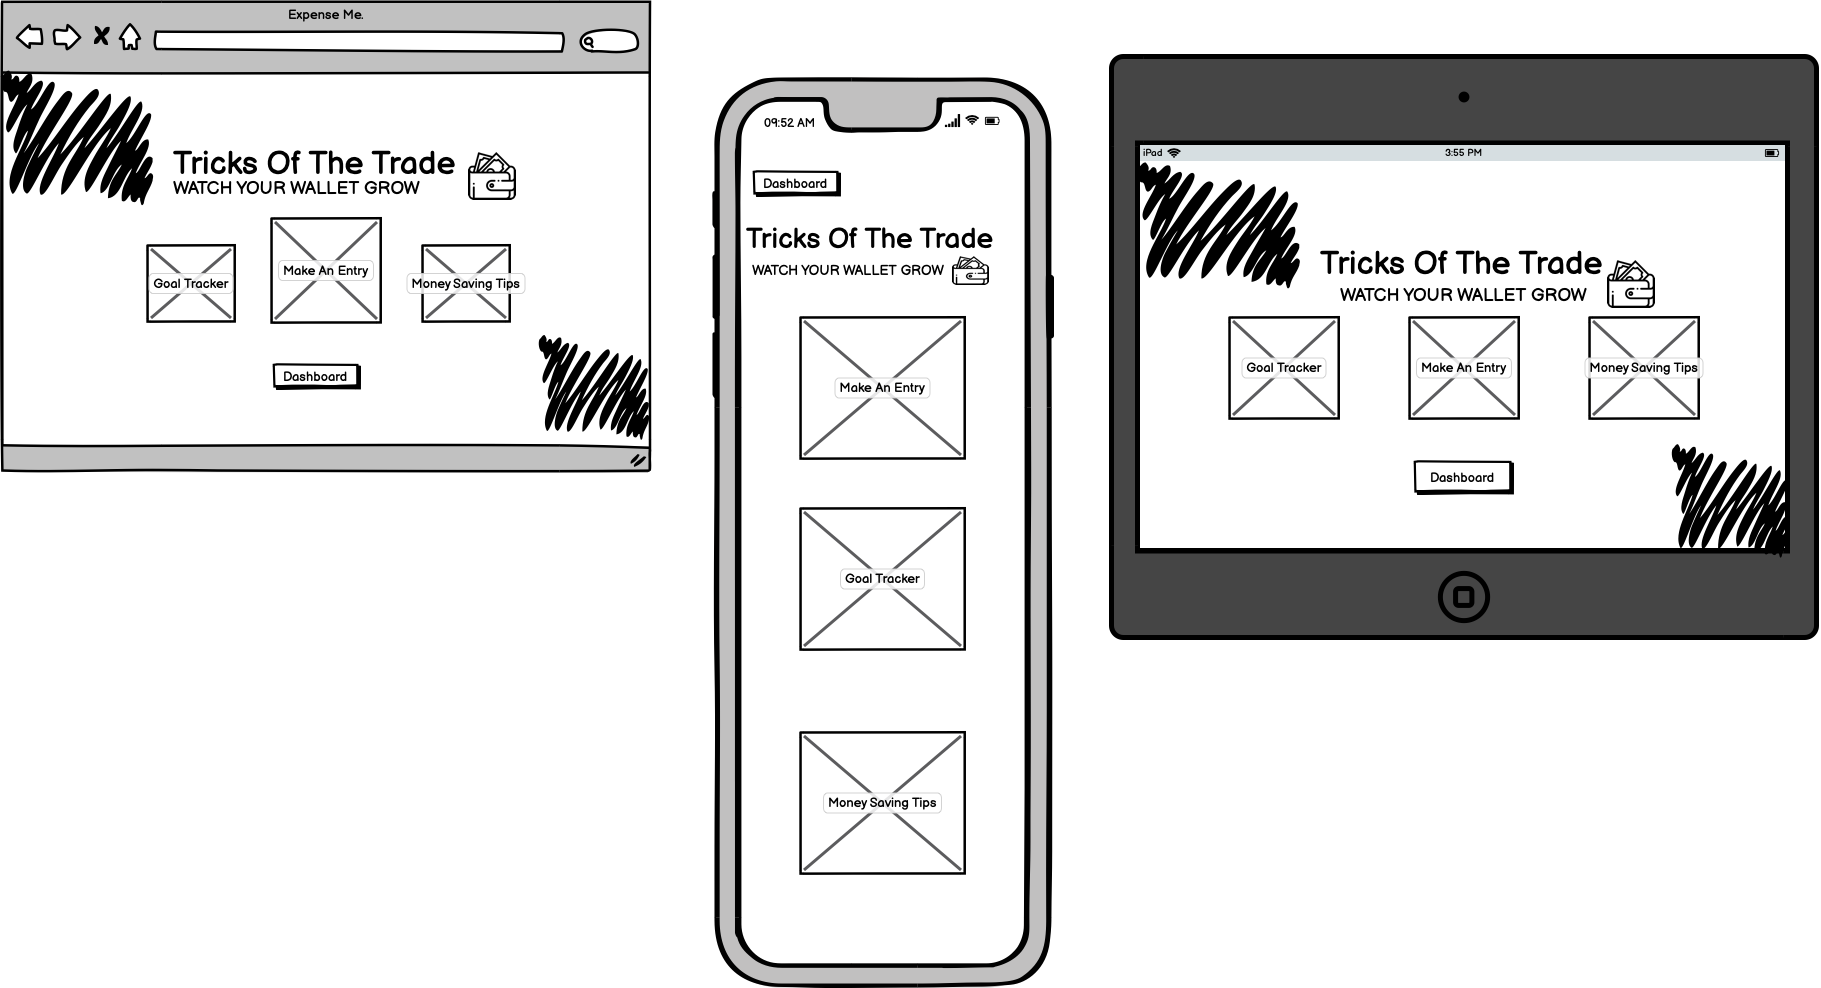 Expense Me.
Tricks Of The Trade
WATCH YOUR WALLET GROW
Goal Tracker
Make An Entry
Money Saving Tips
Dashboard
09:52 AM
Dashboard
Tricks Of The Trade
WATCH YOUR WALLET GROW
Make An Entry
Goal Tracker
Money Saving Tips
iPad
3:55 PM
Tricks Of The Trade
WATCH YOUR WALLET GROW
Goal Tracker
Make An Entry
Money Saving Tips
Dashboard